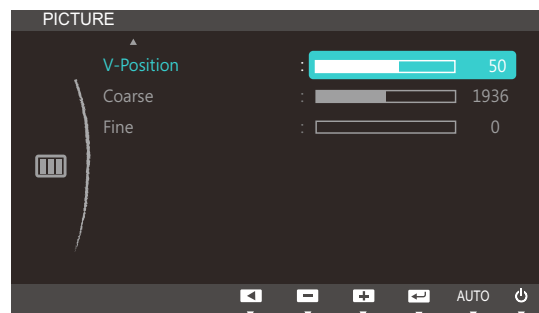 PICTURE
V-Position : 50
Coarse : 1936
Fine : 0
AUTO